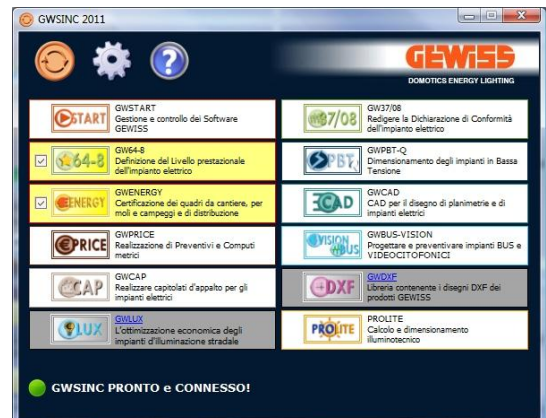 GWSINC 2011
GEWISS
DOMOTICS ENERGY LIGHTING
START
GWSTART
Gestione e controllo dei Software
GEWISS
64-8
GW64-8
Definizione del Livello prestazionale
dell'impianto elettrico
ENERGY
GWENERGY
Certificazione dei quadri da cantiere, per
moli e campeggi e di distribuzione
PRICE
GWPRICE
Realizzazione di Preventivi e Computi
metrici
CAP
GWCAP
Realizzare capitolati d'appalto per gli
impianti elettrici
LUX
GWLUX
L'ottimizzazione economica degli
impianti d'illuminazione stradale
37/08
GW37/08
Redigere la Dichiarazione di Conformità
dell'impianto elettrico
PBT
GWPBT-Q
Dimensionamento degli impianti in Bassa
Tensione
CAD
GWCAD
CAD per il disegno di planimetrie e di
impianti elettrici
VISION
BUS
GWBUS-VISION
Progettare e preventivare impianti BUS e
VIDEOCITOFONICI
DXF
GWDXF
Libreria contenente i disegni DXF dei
prodotti GEWISS
PROLITE
PROLITE
Calcolo e dimensionamento
illuminotecnico
GWSINC PRONTO e CONNESSO!